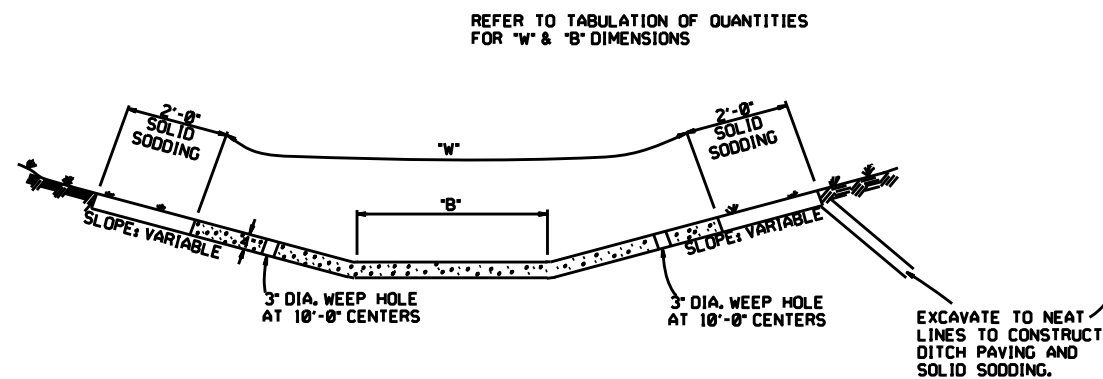 REFER TO TABULATION OF QUANTITIES
FOR "W" & "B" DIMENSIONS
2'-0"
SOLID
SODDING
2'-0"
SOLID
SODDING
"W"
"B"
SLOPE: VARIABLE
4"
SLOPE: VARIABLE
3" DIA. WEEP HOLE
AT 10'-0" CENTERS
3" DIA. WEEP HOLE
AT 10'-0" CENTERS
EXCAVATE TO NEAT
LINES TO CONSTRUCT
DITCH PAVING AND
SOLID SODDING.